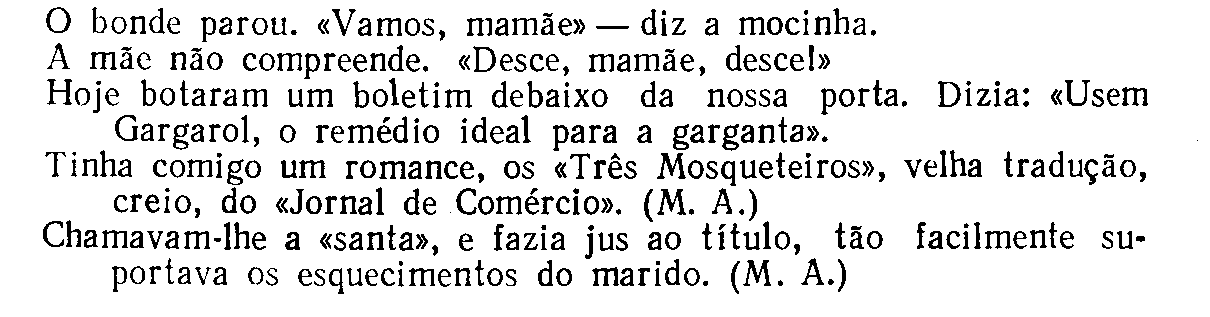 O bonde parou. «Vamos, mamãe» — diz a mocinha.
A mãe não compreende. «Desce, mamãe, desce!»
Hoje botaram um boletim debaixo da nossa porta. Dizia: «Usem
Gargarol, o remédio ideal para a garganta».
Tinha comigo um romance, os «Três Mosqueteiros», velha tradução,
creio, do «Jornal de Comércio». (M. A.)
Chamavam-lhe a «santa», e fazia jus ao título, tão facilmente su-
portava os esquecimentos do marido. (M. A.)